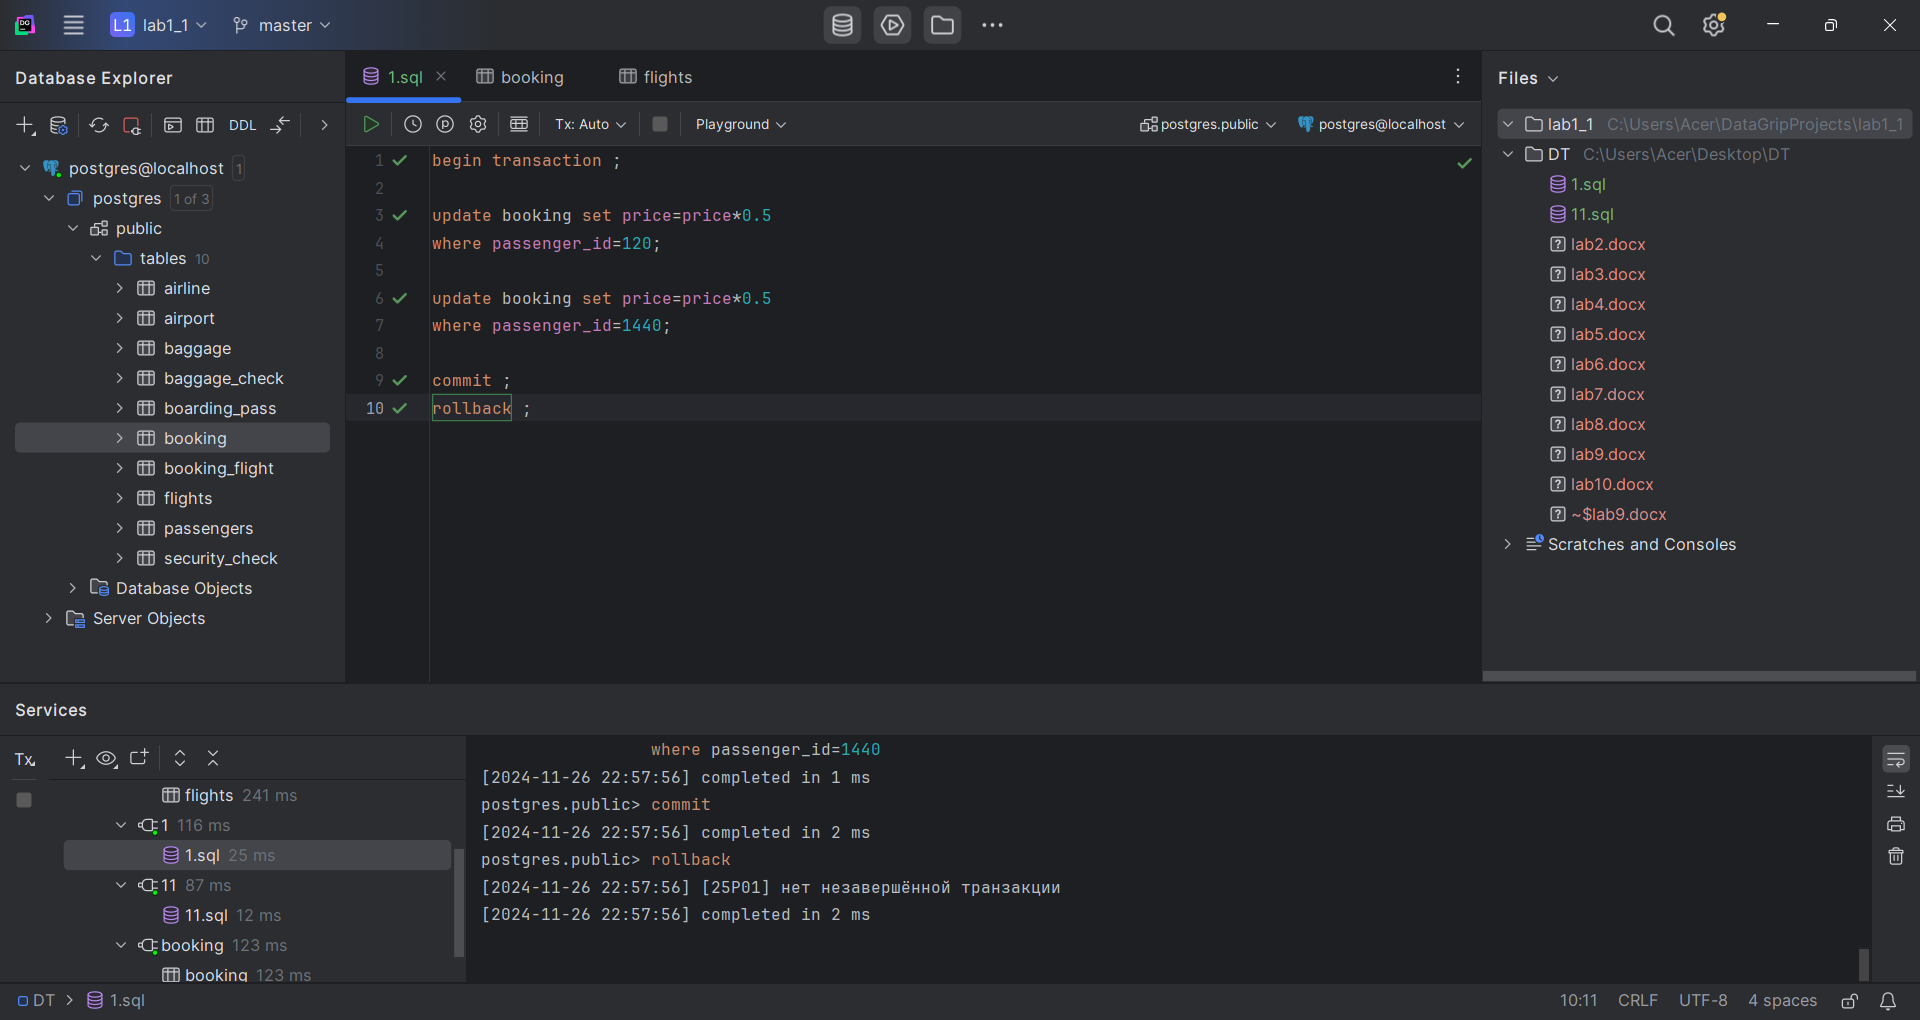 L1 lab1_1 master
Database Explorer
DDL
postgres@localhost 1
postgres 1 of 3
public
tables 10
airline
airport
baggage
baggage_check
boarding_pass
booking
booking_flight
flights
passengers
security_check
Database Objects
Server Objects
1.sql booking flights
Tx: Auto Playground postgres.public postgres@localhost
1 begin transaction ;
2
3 update booking set price=price*0.5
4 where passenger_id=120;
5
6 update booking set price=price*0.5
7 where passenger_id=1440;
8
9 commit ;
10 rollback ;
Files
lab1_1 C:\Users\Acer\DataGripProjects\lab1_1
DT C:\Users\Acer\Desktop\DT
1.sql
11.sql
lab2.docx
lab3.docx
lab4.docx
lab5.docx
lab6.docx
lab7.docx
lab8.docx
lab9.docx
lab10.docx
~$lab9.docx
Scratches and Consoles
Services
Tx
flights 241 ms
1 116 ms
1.sql 25 ms
11 87 ms
11.sql 12 ms
booking 123 ms
booking 123 ms
where passenger_id=1440
[2024-11-26 22:57:56] completed in 1 ms
postgres.public> commit
[2024-11-26 22:57:56] completed in 2 ms
postgres.public> rollback
[2024-11-26 22:57:56] [25P01] нет незавершённой транзакции
[2024-11-26 22:57:56] completed in 2 ms
DT 1.sql
10:11 CRLF UTF-8 4 spaces